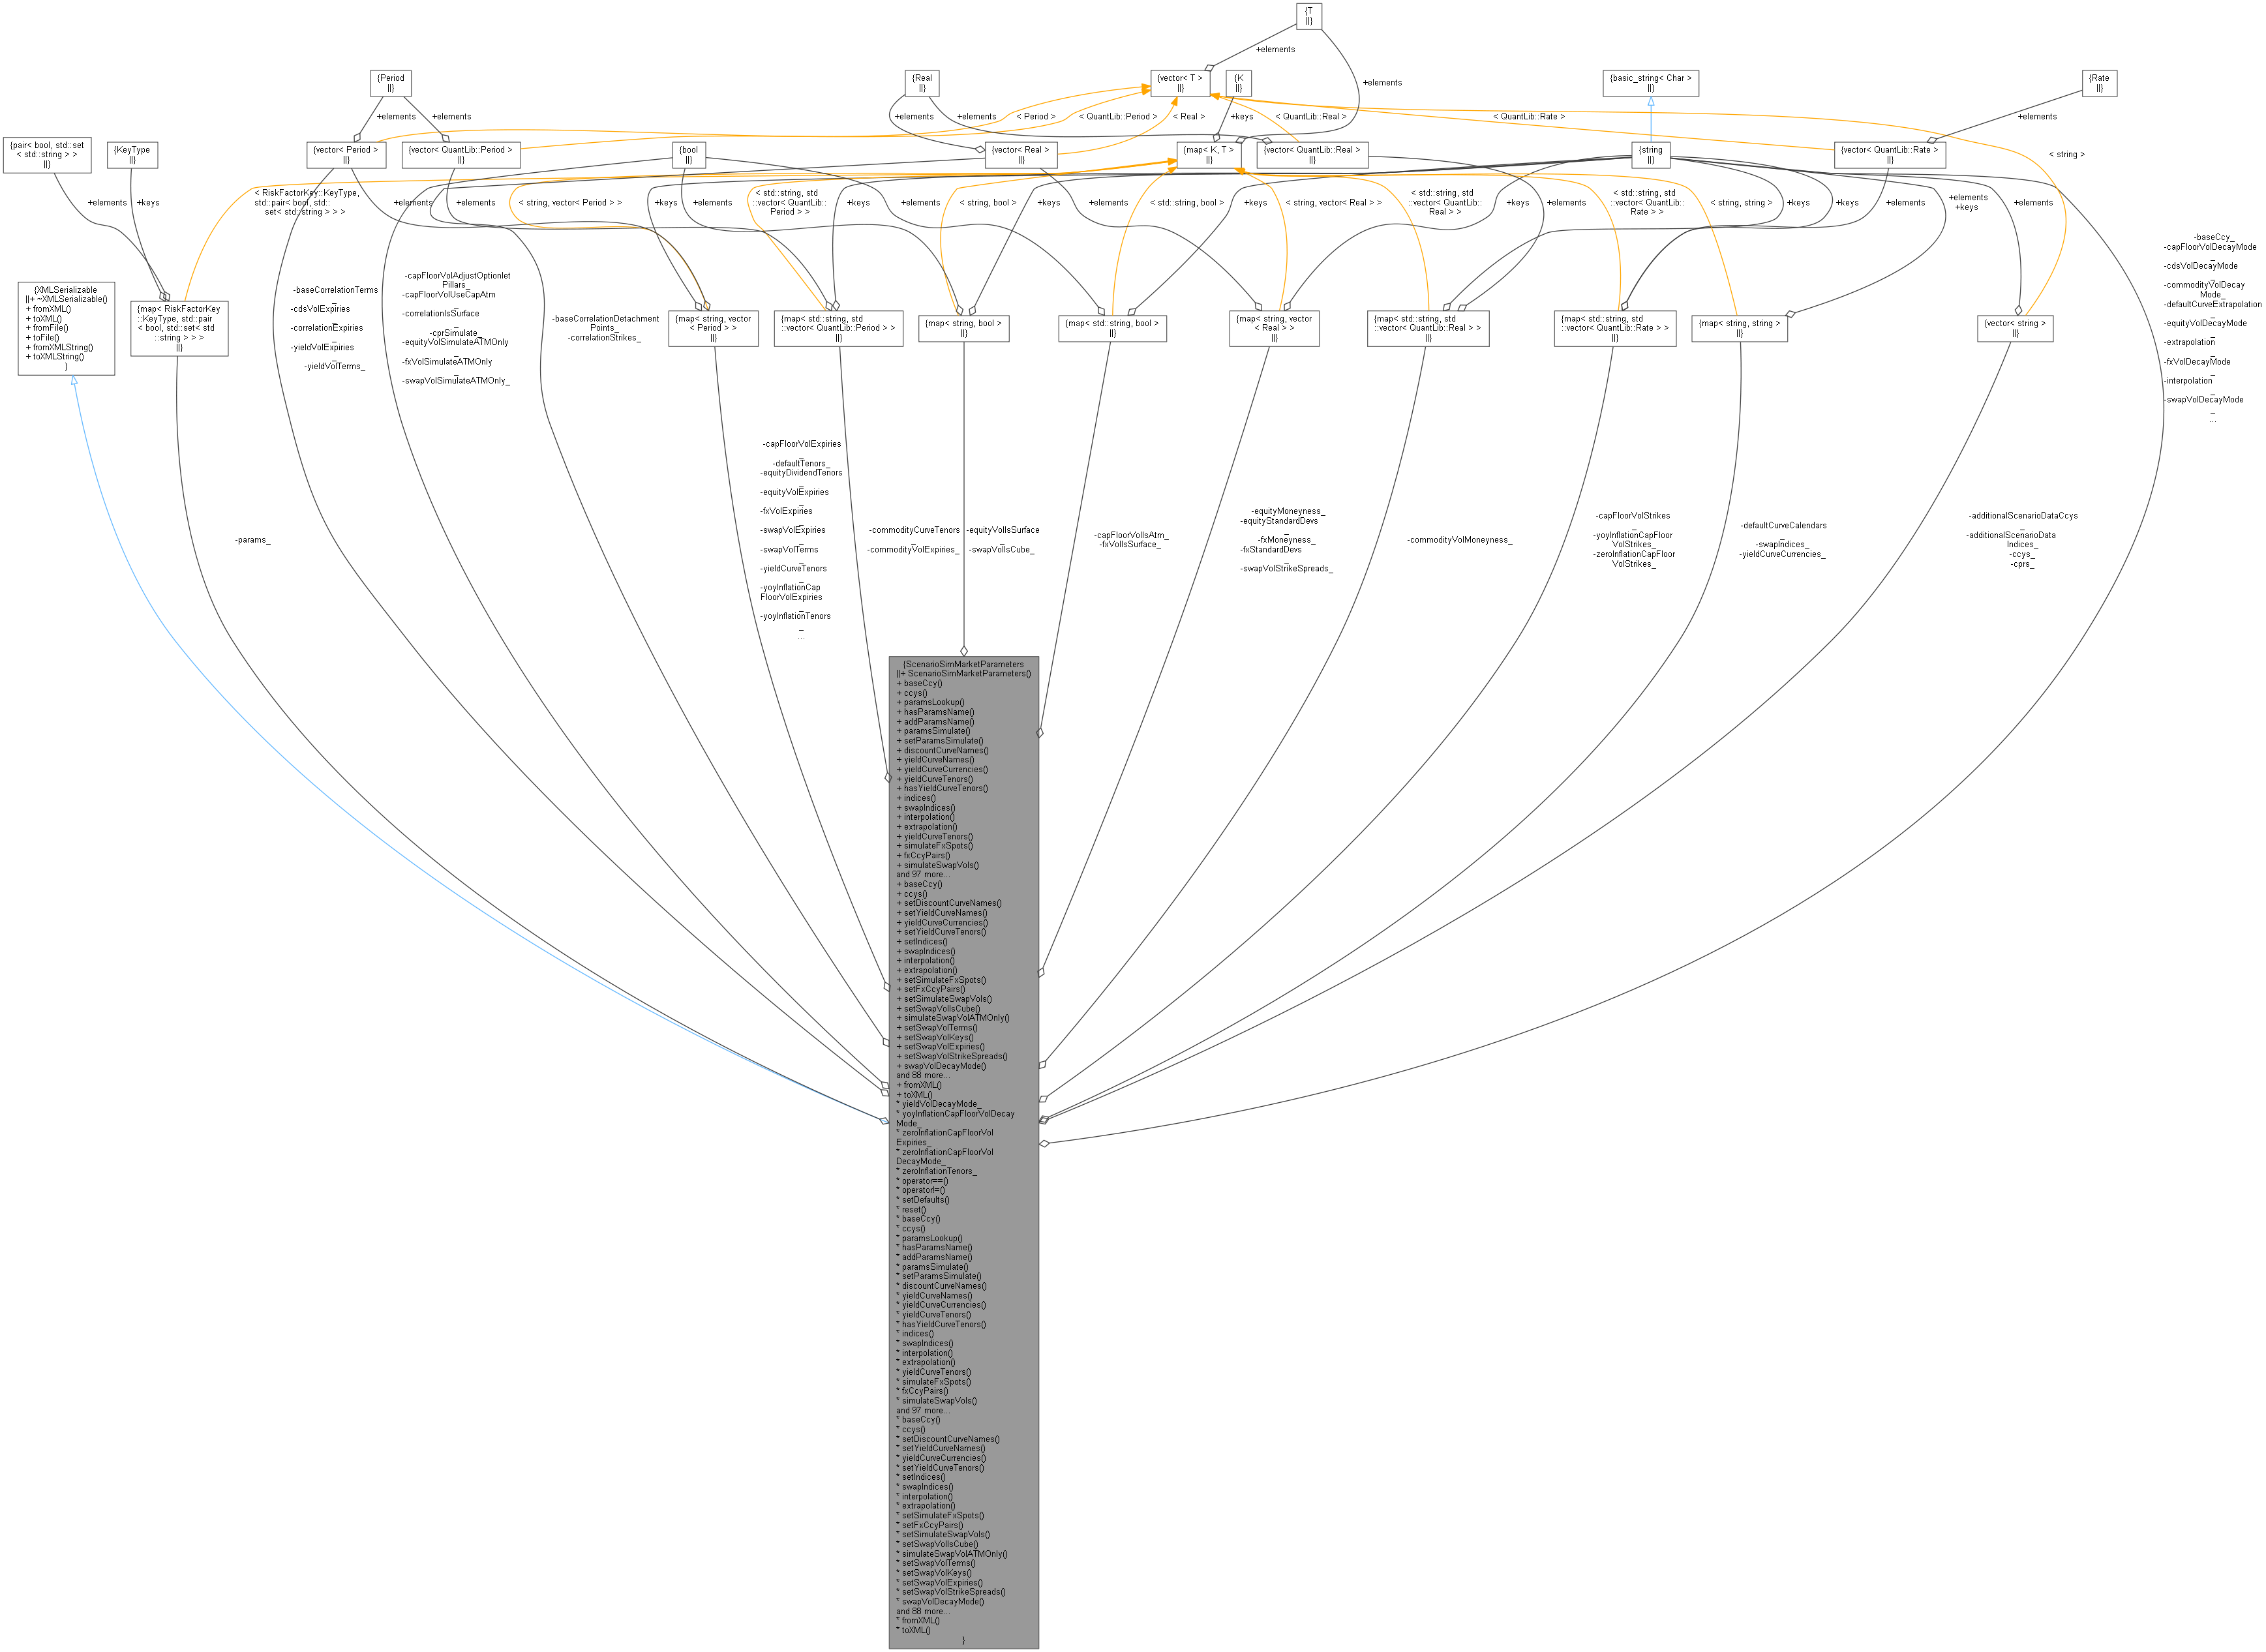 {T
||}
+elements
{Period
||}
{Real
||}
{vector< T >
||}
{K
||}
+elements
{basic_string< Char >
||}
{Rate
||}
+elements
+elements
+elements
+elements
< Period >
< QuantLib::Period >
< Real >
+keys
< QuantLib::Real >
< QuantLib::Rate >
+elements
{pair< bool, std::set
< std::string > >
||}
{KeyType
||}
{vector< Period >
||}
{vector< QuantLib::Period >
||}
{bool
||}
{vector< Real >
||}
{map< K, T >
||}
{vector< QuantLib::Real >
||}
{string
||}
{vector< QuantLib::Rate >
||}
< string >
+elements
+keys
< RiskFactorKey::KeyType,
std::pair< bool, std::
set< std::string > > >
+elements
+elements
< string, vector< Period > >
+keys
+elements
< std::string, std
::vector< QuantLib::
Period > >
+keys
+elements
< string, bool >
+keys
+elements
< std::string, bool >
+keys
< string, vector< Real > >
+keys
+elements
< std::string, std
::vector< QuantLib::
Real > >
< std::string, std
::vector< QuantLib::
Rate > >
< string, string >
+keys
+keys
+elements
+elements
+keys
+elements
{XMLSerializable
||+ ~XMLSerializable()
+ fromXML()
+ toXML()
+ fromFile()
+ toFile()
+ fromXMLString()
+ toXMLString()
}
{map< RiskFactorKey
::KeyType, std::pair
< bool, std::set< std
::string > > >
||}
-baseCorrelationTerms
_
-cdsVolExpiries
_
-correlationExpiries
_
-yieldVolExpiries
_
-yieldVolTerms_
-capFloorVolAdjustOptionlet
Pillars_
-capFloorVolUseCapAtm
_
-correlationIsSurface
_
-cprSimulate_
-equityVolSimulateATMOnly
_
-fxVolSimulateATMOnly
_
-swapVolSimulateATMOnly_
-baseCorrelationDetachment
Points_
-correlationStrikes_
{map< string, vector
< Period > >
||}
{map< std::string, std
::vector< QuantLib::Period > >
||}
{map< string, bool >
||}
{map< std::string, bool >
||}
{map< string, vector
< Real > >
||}
{map< std::string, std
::vector< QuantLib::Real > >
||}
{map< std::string, std
::vector< QuantLib::Rate > >
||}
{map< string, string >
||}
{vector< string >
||}
-baseCcy_
-capFloorVolDecayMode
_
-cdsVolDecayMode
_
-commodityVolDecay
Mode_
-defaultCurveExtrapolation
_
-equityVolDecayMode
_
-extrapolation
_
-fxVolDecayMode
_
-interpolation
_
-swapVolDecayMode
_
...
-params_
-capFloorVolExpiries
_
-defaultTenors_
-equityDividendTenors
_
-equityVolExpiries
_
-fxVolExpiries
_
-swapVolExpiries
_
-swapVolTerms
_
-yieldCurveTenors
_
-yoyInflationCap
FloorVolExpiries
_
-yoyInflationTenors
_
...
-commodityCurveTenors
_
-commodityVolExpiries_
-equityVolIsSurface
_
-swapVolIsCube_
-capFloorVolIsAtm_
-fxVolIsSurface_
-equityMoneyness_
-equityStandardDevs
_
-fxMoneyness_
-fxStandardDevs
_
-swapVolStrikeSpreads_
-commodityVolMoneyness_
-capFloorVolStrikes
_
-yoyInflationCapFloor
VolStrikes_
-zeroInflationCapFloor
VolStrikes_
-defaultCurveCalendars
_
-swapIndices_
-yieldCurveCurrencies_
-additionalScenarioDataCcys
_
-additionalScenarioData
Indices_
-ccys_
-cprs_
{ScenarioSimMarketParameters
||+ ScenarioSimMarketParameters()
+ baseCcy()
+ ccys()
+ paramsLookup()
+ hasParamsName()
+ addParamsName()
+ paramsSimulate()
+ setParamsSimulate()
+ discountCurveNames()
+ yieldCurveNames()
+ yieldCurveCurrencies()
+ yieldCurveTenors()
+ hasYieldCurveTenors()
+ indices()
+ swapIndices()
+ interpolation()
+ extrapolation()
+ yieldCurveTenors()
+ simulateFxSpots()
+ fxCcyPairs()
+ simulateSwapVols()
and 97 more...
+ baseCcy()
+ ccys()
+ setDiscountCurveNames()
+ setYieldCurveNames()
+ yieldCurveCurrencies()
+ setYieldCurveTenors()
+ setIndices()
+ swapIndices()
+ interpolation()
+ extrapolation()
+ setSimulateFxSpots()
+ setFxCcyPairs()
+ setSimulateSwapVols()
+ setSwapVolIsCube()
+ simulateSwapVolATMOnly()
+ setSwapVolTerms()
+ setSwapVolKeys()
+ setSwapVolExpiries()
+ setSwapVolStrikeSpreads()
+ swapVolDecayMode()
and 88 more...
+ fromXML()
+ toXML()
* yieldVolDecayMode_
* yoyInflationCapFloorVolDecay
Mode_
* zeroInflationCapFloorVol
Expiries_
* zeroInflationCapFloorVol
DecayMode_
* zeroInflationTenors_
* operator==()
* operator!=()
* setDefaults()
* reset()
* baseCcy()
* ccys()
* paramsLookup()
* hasParamsName()
* addParamsName()
* paramsSimulate()
* setParamsSimulate()
* discountCurveNames()
* yieldCurveNames()
* yieldCurveCurrencies()
* yieldCurveTenors()
* hasYieldCurveTenors()
* indices()
* swapIndices()
* interpolation()
* extrapolation()
* yieldCurveTenors()
* simulateFxSpots()
* fxCcyPairs()
* simulateSwapVols()
and 97 more...
* baseCcy()
* ccys()
* setDiscountCurveNames()
* setYieldCurveNames()
* yieldCurveCurrencies()
* setYieldCurveTenors()
* setIndices()
* swapIndices()
* interpolation()
* extrapolation()
* setSimulateFxSpots()
* setFxCcyPairs()
* setSimulateSwapVols()
* setSwapVolIsCube()
* simulateSwapVolATMOnly()
* setSwapVolTerms()
* setSwapVolKeys()
* setSwapVolExpiries()
* setSwapVolStrikeSpreads()
* swapVolDecayMode()
and 88 more...
* fromXML()
* toXML()
}